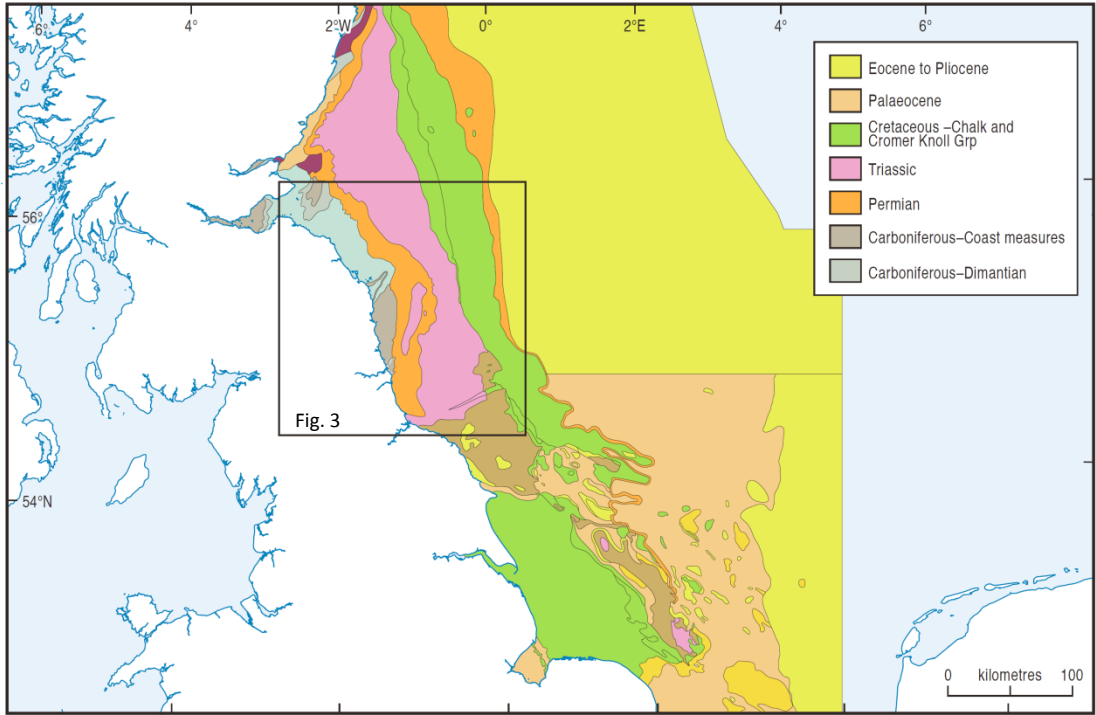 6°
4°
2°W
0°
2°E
4°
6°
Eocene to Pliocene
Palaeocene
Cretaceous –Chalk and
Cromer Knoll Grp
Triassic
Permian
Carboniferous–Coast measures
Carboniferous–Dimantian
56°
Fig. 3
54°N
0 kilometres 100